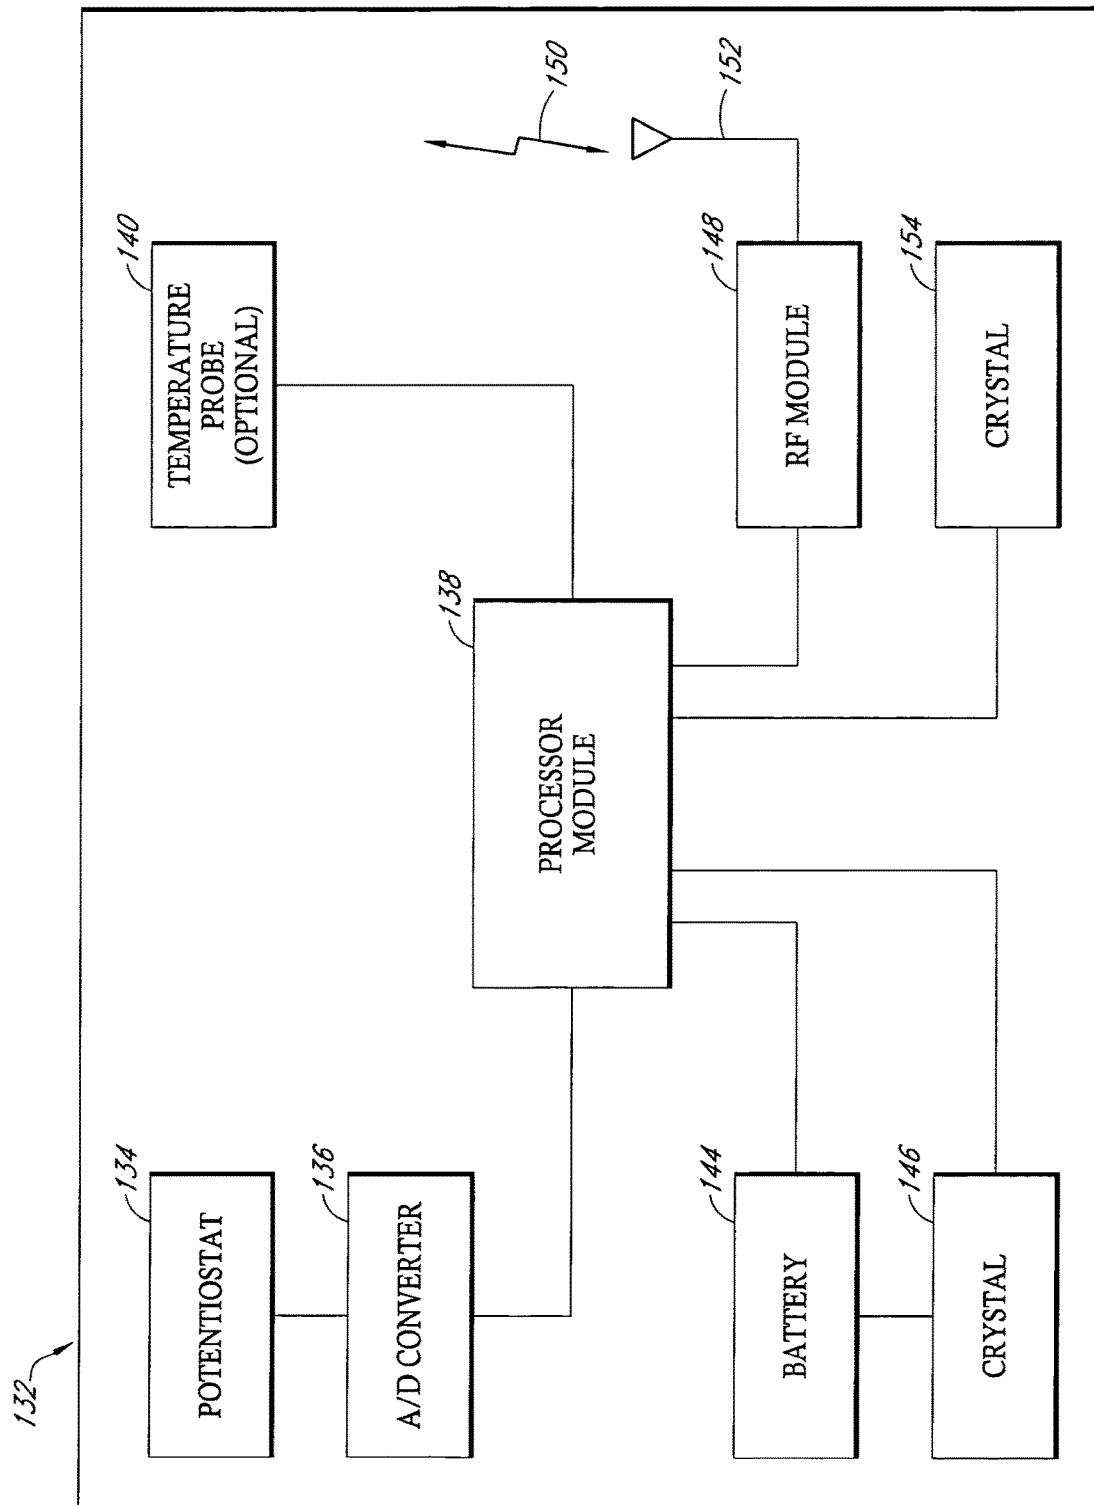 132
134
POTENTIOSTAT
136
A/D CONVERTER
138
PROCESSOR
MODULE
140
TEMPERATURE
PROBE
(OPTIONAL)
144
BATTERY
146
CRYSTAL
148
RF MODULE
150
152
154
CRYSTAL